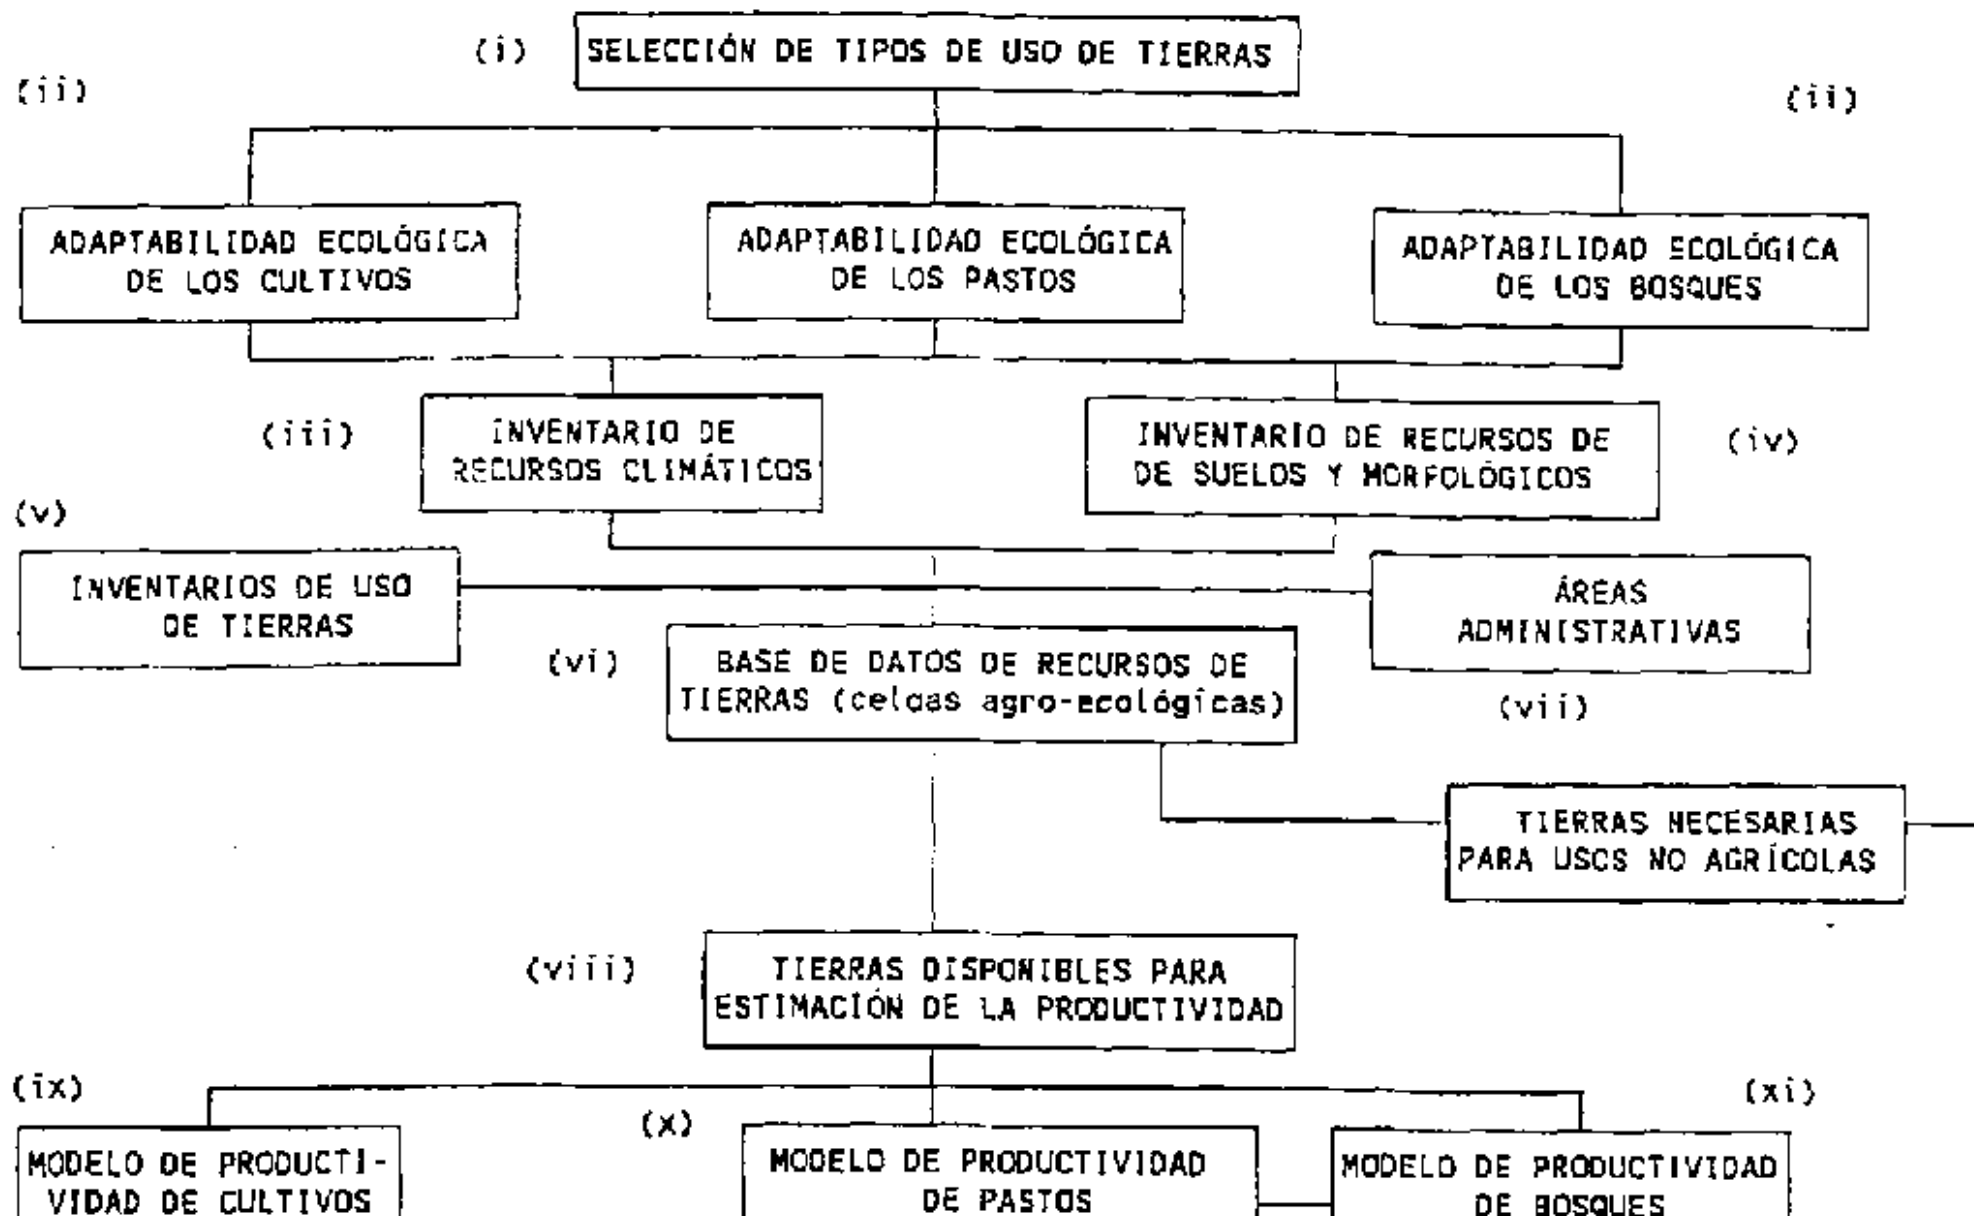 (i) SELECCIÓN DE TIPOS DE USO DE TIERRAS
(ii)
(ii)
ADAPTABILIDAD ECOLÓGICA
DE LOS CULTIVOS
ADAPTABILIDAD ECOLÓGICA
DE LOS PASTOS
ADAPTABILIDAD ECOLÓGICA
DE LOS BOSQUES
(iii)
INVENTARIO DE
RECURSOS CLIMÁTICOS
INVENTARIO DE RECURSOS DE
DE SUELOS Y MORFOLÓGICOS
(iv)
(v)
INVENTARIOS DE USO
DE TIERRAS
ÁREAS
ADMINISTRATIVAS
(vi)
BASE DE DATOS DE RECURSOS DE
TIERRAS (celdas agro-ecológicas)
(vii)
TIERRAS NECESARIAS
PARA USOS NO AGRÍCOLAS
(viii)
TIERRAS DISPONIBLES PARA
ESTIMACIÓN DE LA PRODUCTIVIDAD
(ix)
(x)
(xi)
MODELO DE PRODUCTI-
VIDAD DE CULTIVOS
MODELO DE PRODUCTIVIDAD
DE PASTOS
MODELO DE PRODUCTIVIDAD
DE BOSQUES